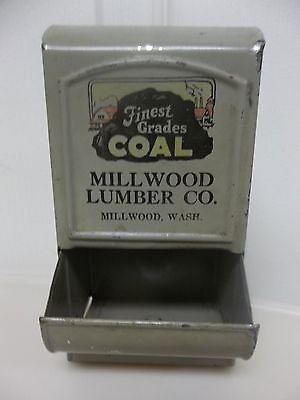 Finest
Grades
COAL
MILLWOOD
LUMBER CO.
MILLWOOD, WASH.